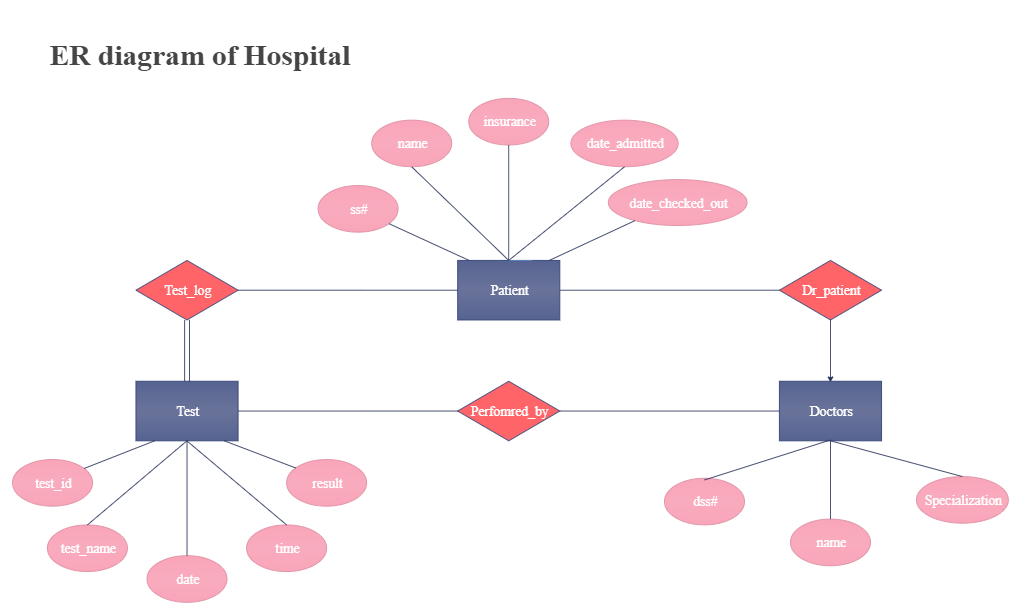 ER diagram of Hospital
insurance
name
date_admitted
date_checked_out
ss#
Test_log
Patient
Dr_patient
Test
Perfomred_by
Doctors
test_id
result
dss#
Specialization
test_name
time
name
date